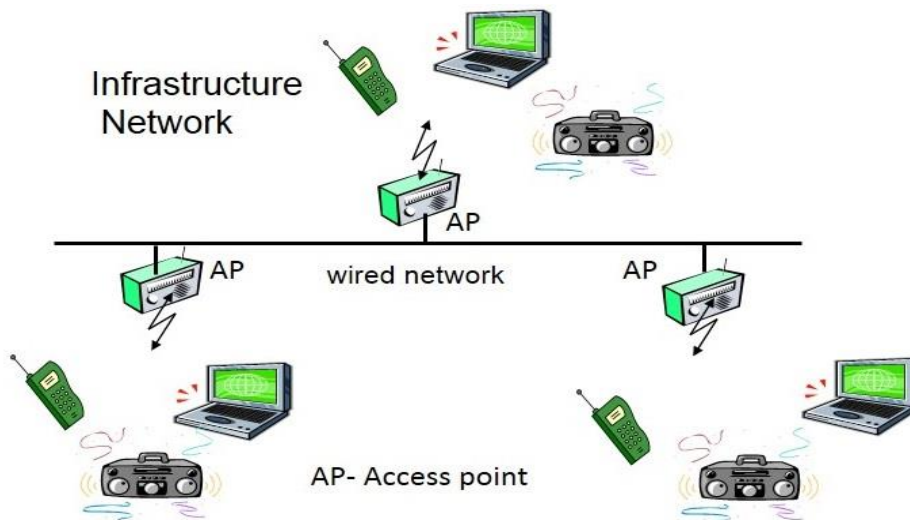 Infrastructure
Network
AP
AP
wired network
AP
AP- Access point